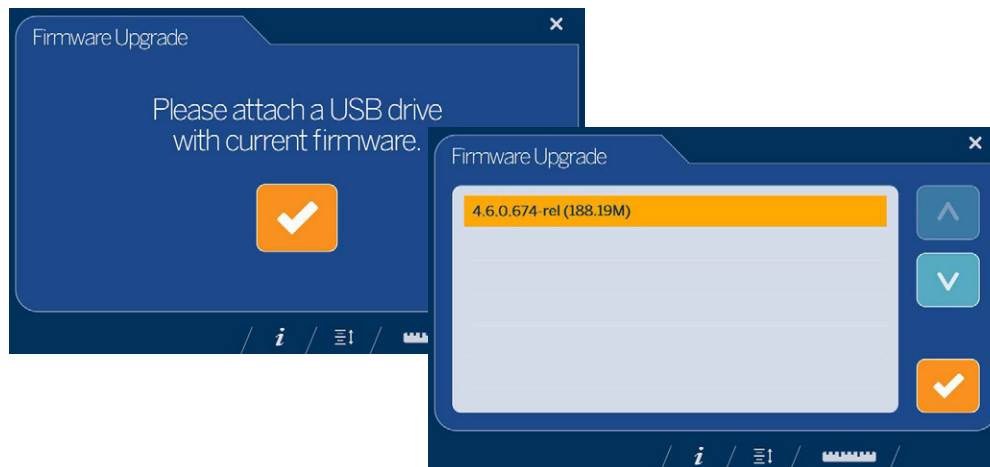 Firmware Upgrade
Please attach a USB drive
with current firmware.
Firmware Upgrade
4.6.0.674-rel (188.19M)